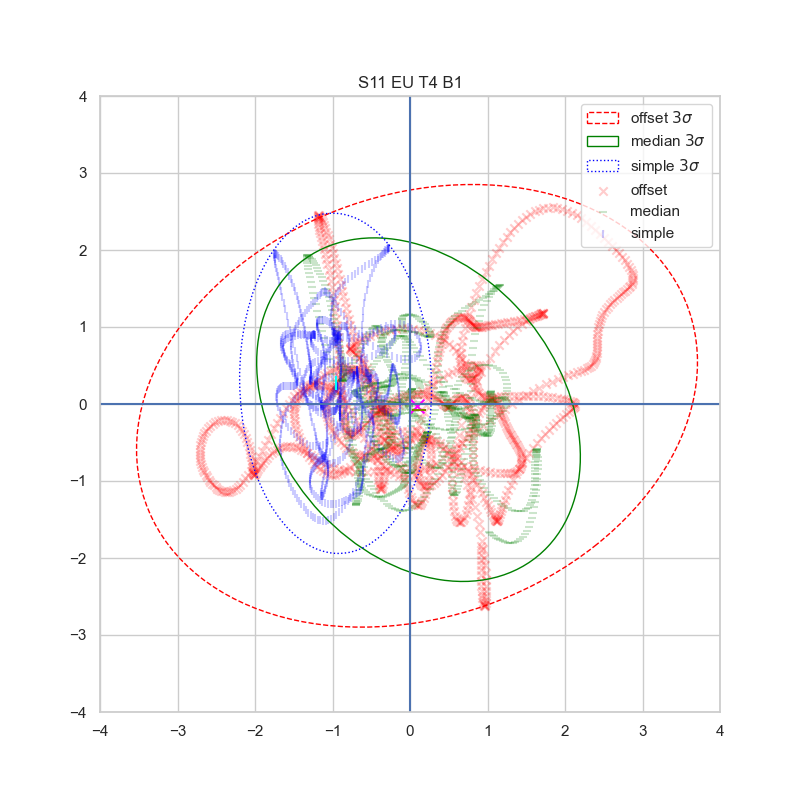 S11 EU T4 B1
offset 3σ
median 3σ
simple 3σ
offset
median
simple
4
3
2
1
0
−1
−2
−3
−4
−4 −3 −2 −1 0 1 2 3 4